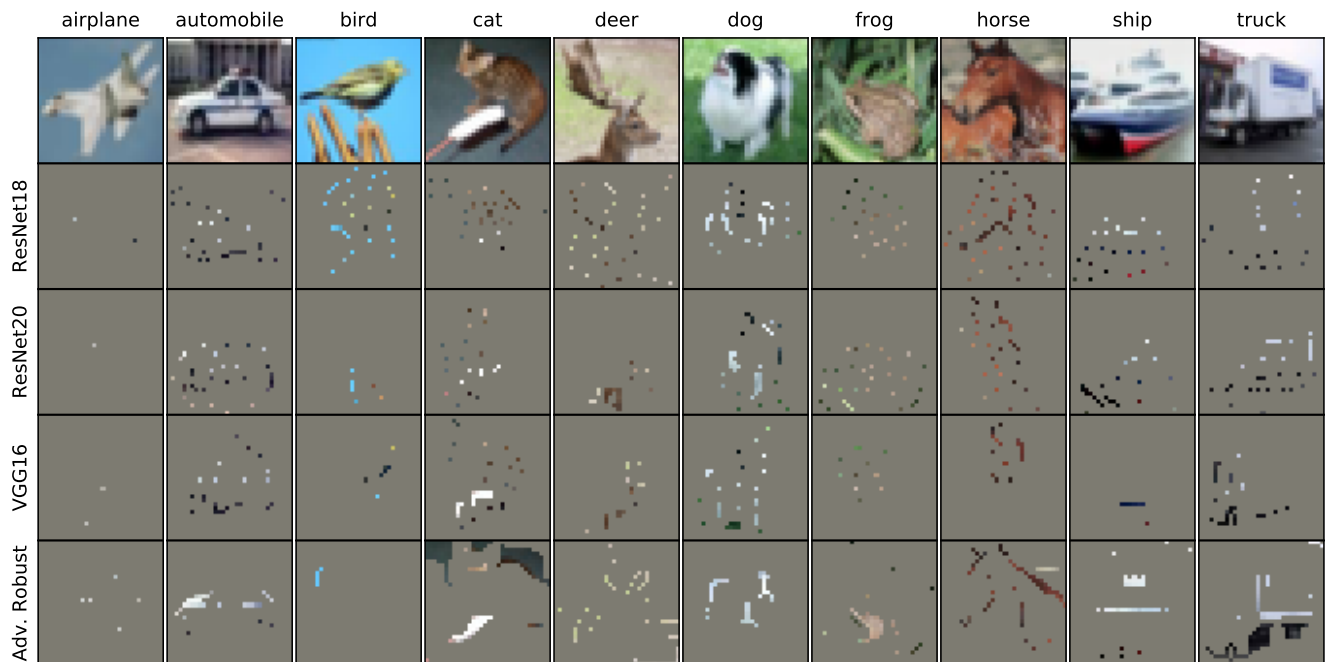 airplane automobile bird cat deer dog frog horse ship truck
ResNet18
ResNet20
VGG16
Adv. Robust